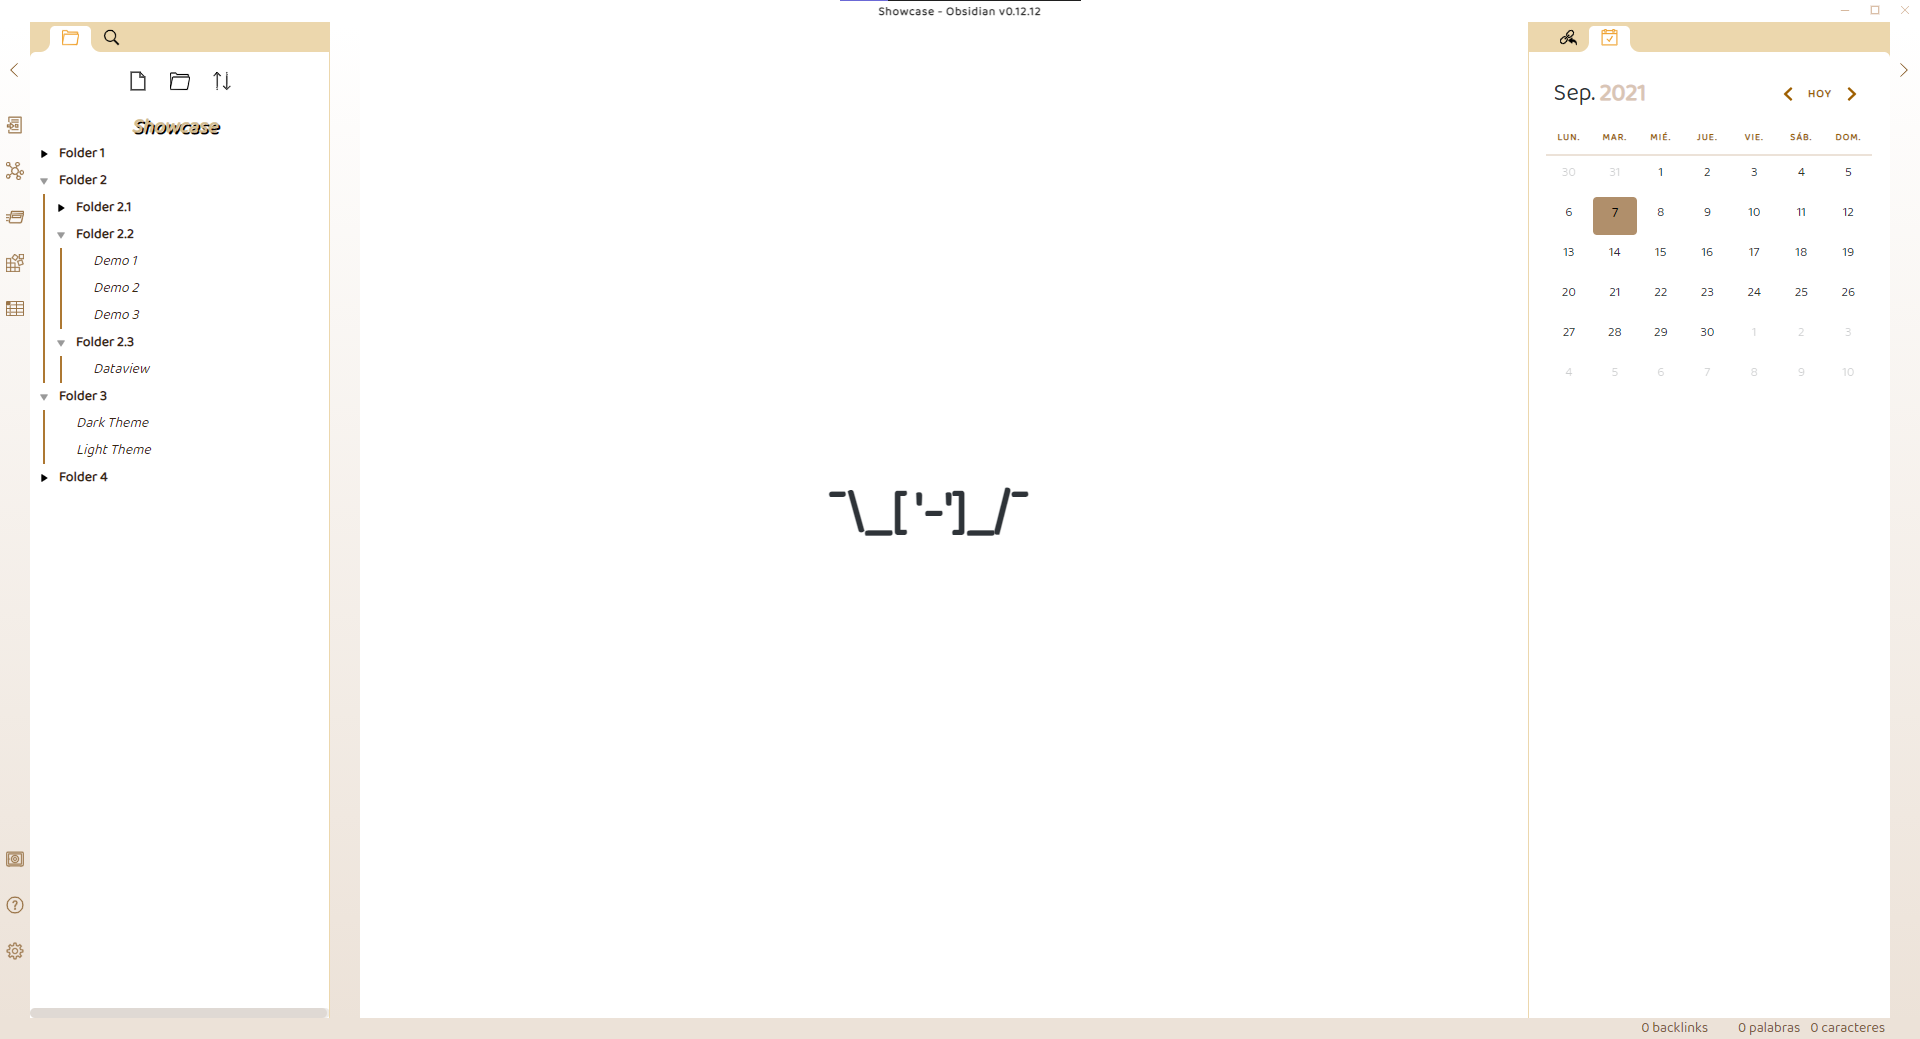 Showcase - Obsidian v0.12.12
Showcase
Folder 1
Folder 2
Folder 2.1
Folder 2.2
Demo 1
Demo 2
Demo 3
Folder 2.3
Dataview
Folder 3
Dark Theme
Light Theme
Folder 4
¯\_['-']_/¯
Sep. 2021
HOY
LUN. MAR. MIÉ. JUE. VIE. SÁB. DOM.
30 31 1 2 3 4 5
6 7 8 9 10 11 12
13 14 15 16 17 18 19
20 21 22 23 24 25 26
27 28 29 30 1 2 3
4 5 6 7 8 9 10
0 backlinks 0 palabras 0 caracteres